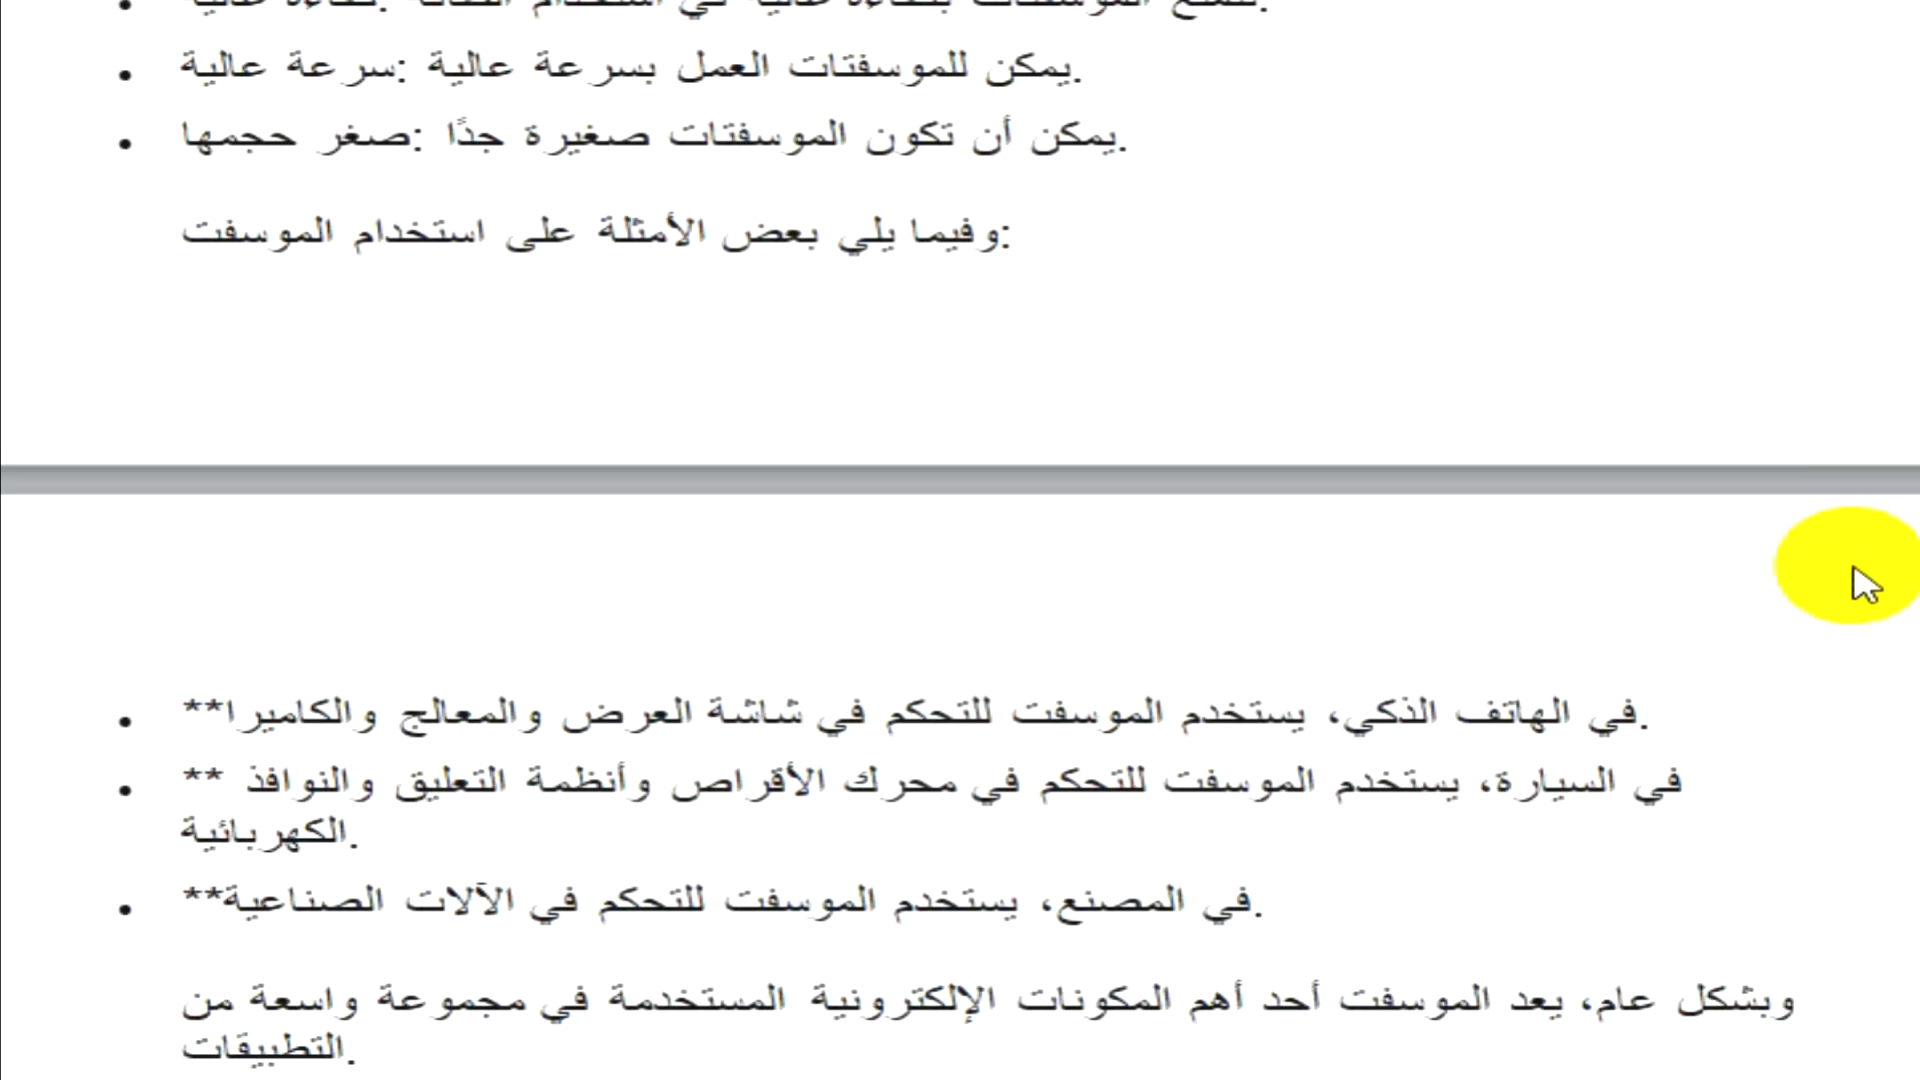 • سرعة عالية: يمكن للموسفتات العمل بسرعة عالية.
• صغر حجمها: يمكن أن تكون الموسفتات صغيرة جدًا.
وفيما يلي بعض الأمثلة على استخدام الموسفت:
• **في الهاتف الذكي، يستخدم الموسفت للتحكم في شاشة العرض والمعالج والكاميرا.
• ** في السيارة، يستخدم الموسفت للتحكم في محرك الأقراص وأنظمة التعليق والنوافذ
الكهربائية.
• **في المصنع، يستخدم الموسفت للتحكم في الآلات الصناعية.
وبشكل عام، يعد الموسفت أحد أهم المكونات الإلكترونية المستخدمة في مجموعة واسعة من
التطبيقات.